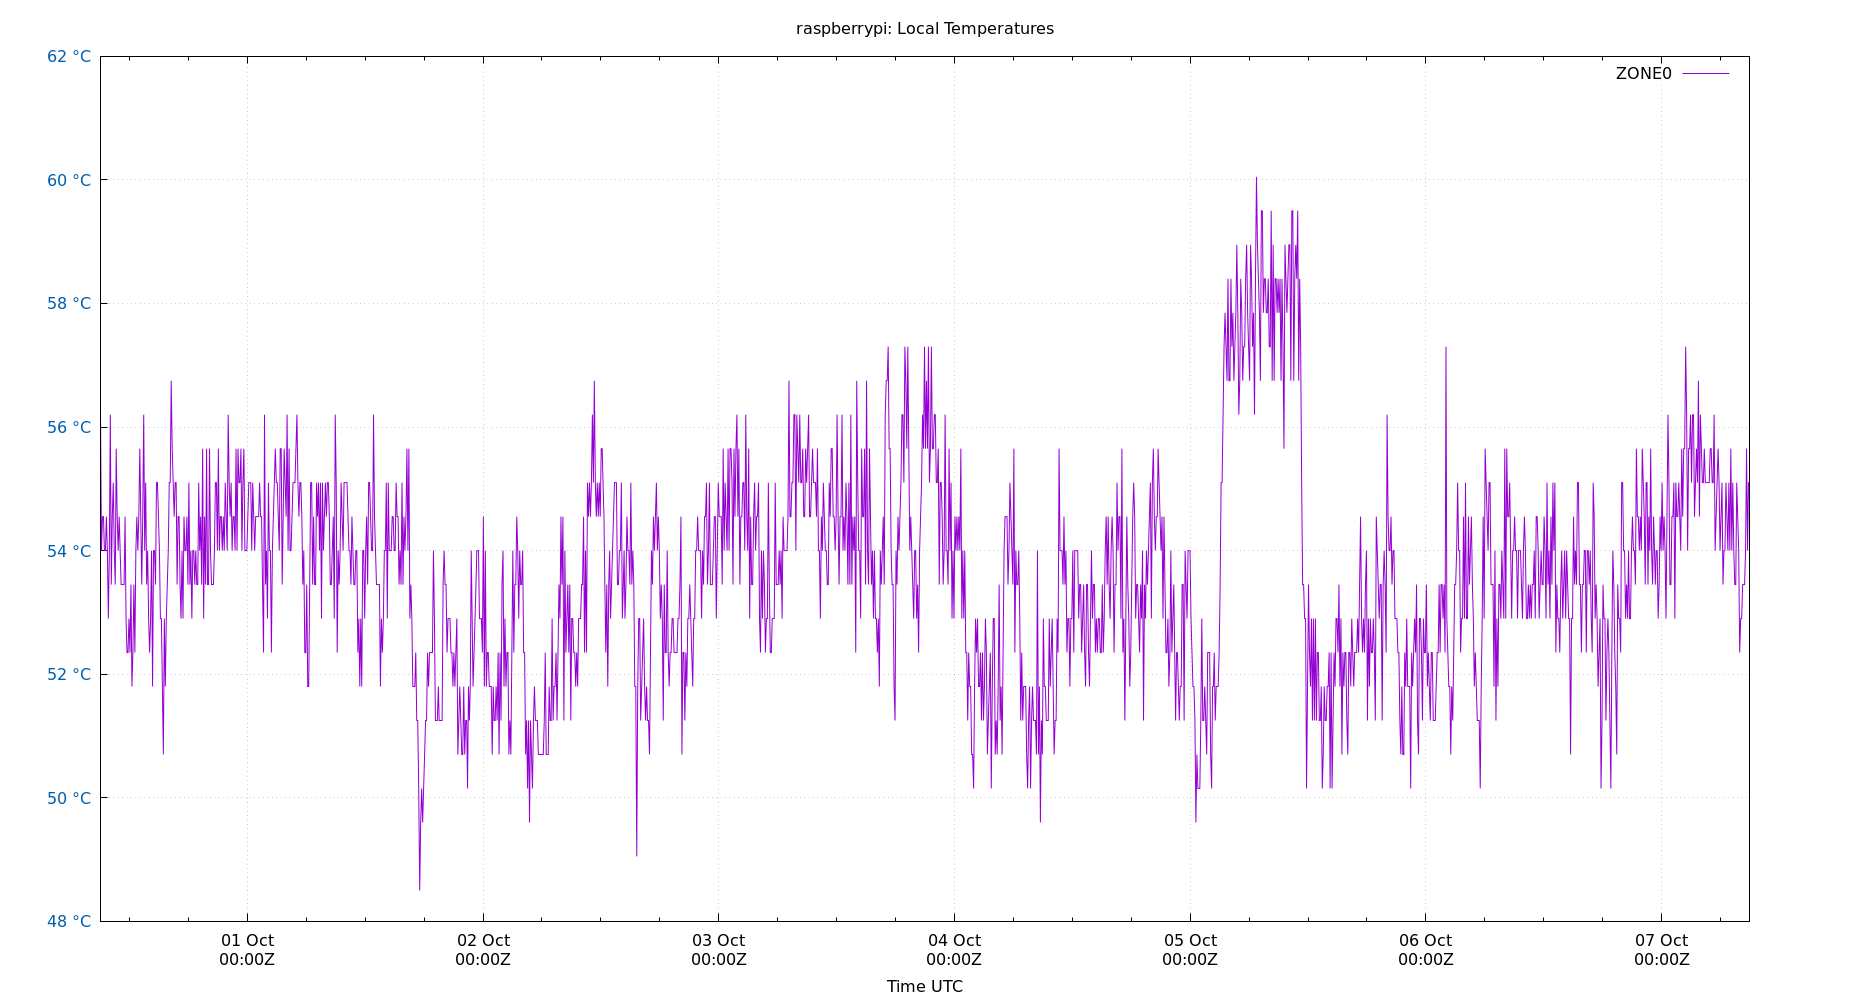 raspberrypi: Local Temperatures
62 °C
ZONE0
60 °C
58 °C
56 °C
54 °C
52 °C
50 °C
48 °C
01 Oct 02 Oct 03 Oct 04 Oct 05 Oct 06 Oct 07 Oct
00:00Z 00:00Z 00:00Z 00:00Z 00:00Z 00:00Z 00:00Z
Time UTC